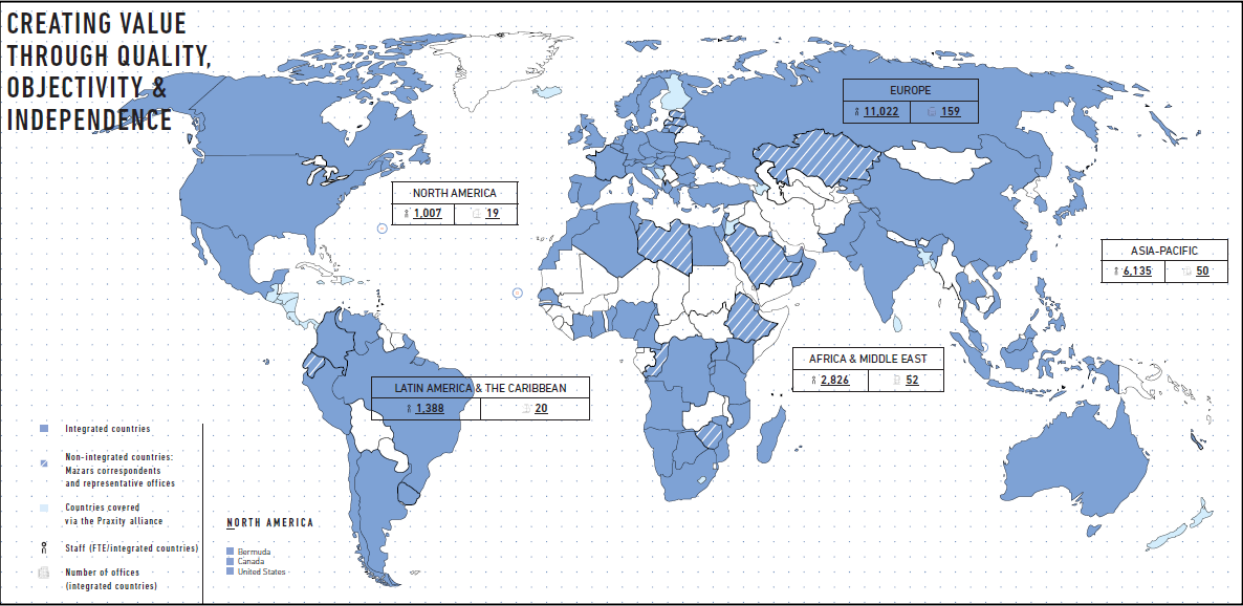 CREATING VALUE
THROUGH QUALITY,
OBJECTIVITY &
INDEPENDENCE
EUROPE
11,022 159
NORTH AMERICA
1,007 19
ASIA-PACIFIC
6,135 50
AFRICA & MIDDLE EAST
2,826 52
LATIN AMERICA & THE CARIBBEAN
1,388 20
Integrated countries
Non-integrated countries:
Mazars correspondents
and representative offices
Countries covered
via the Praxity alliance
Staff (FTE/integrated countries)
Number of offices
(integrated countries)
NORTH AMERICA
Bermuda
Canada
United States